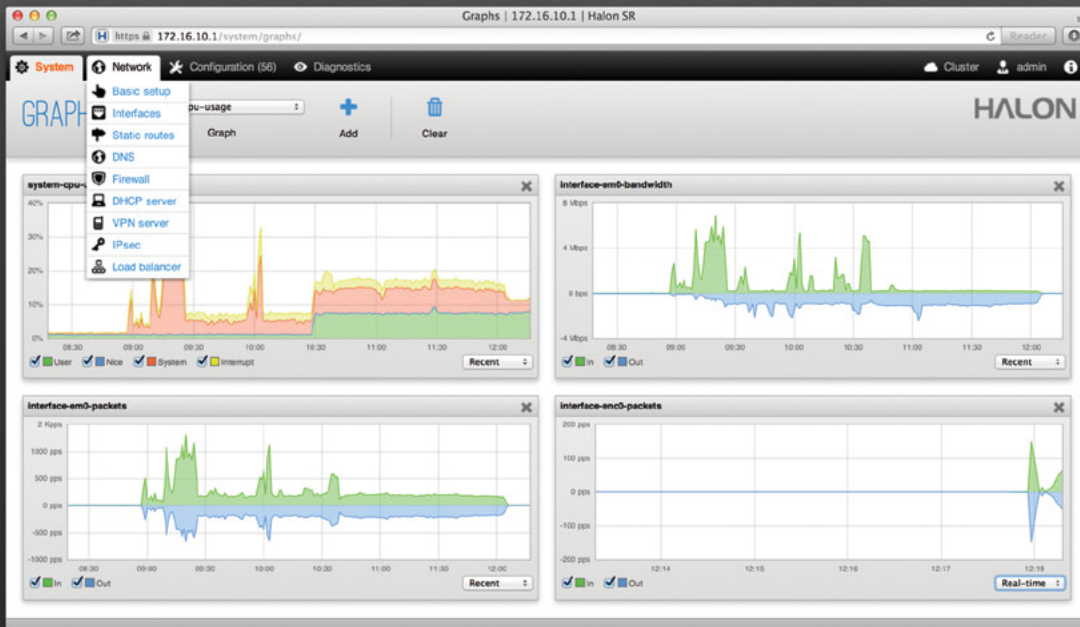 Graphs | 172.16.10.1 | Halon SR
H https 172.16.10.1/system/graphs/
Reader
System Network Configuration (56) Diagnostics
Cluster admin
Basic setup
Interfaces
Static routes
DNS
Firewall
DHCP server
VPN server
IPsec
Load balancer
GRAPH
pu-usage
Graph
Add
Clear
HALON
system-cpu-u
40%
30%
20%
10%
0%
08:30 09:00 09:30 10:00 10:30 11:00 11:30 12:00
User Nice System Interrupt
Recent
interface-em0-bandwidth
8 Mbps
4 Mbps
0 bps
-4 Mbps
08:30 09:00 09:30 10:00 10:30 11:00 11:30 12:00
In Out
Recent
interface-em0-packets
2 Kpps
1000 pps
500 pps
0 pps
-500 pps
-1000 pps
08:30 09:00 09:30 10:00 10:30 11:00 11:30 12:00
In Out
Recent
interface-enc0-packets
200 pps
100 pps
0 pps
-100 pps
-200 pps
12:14 12:15 12:16 12:17 12:18
In Out
Real-time